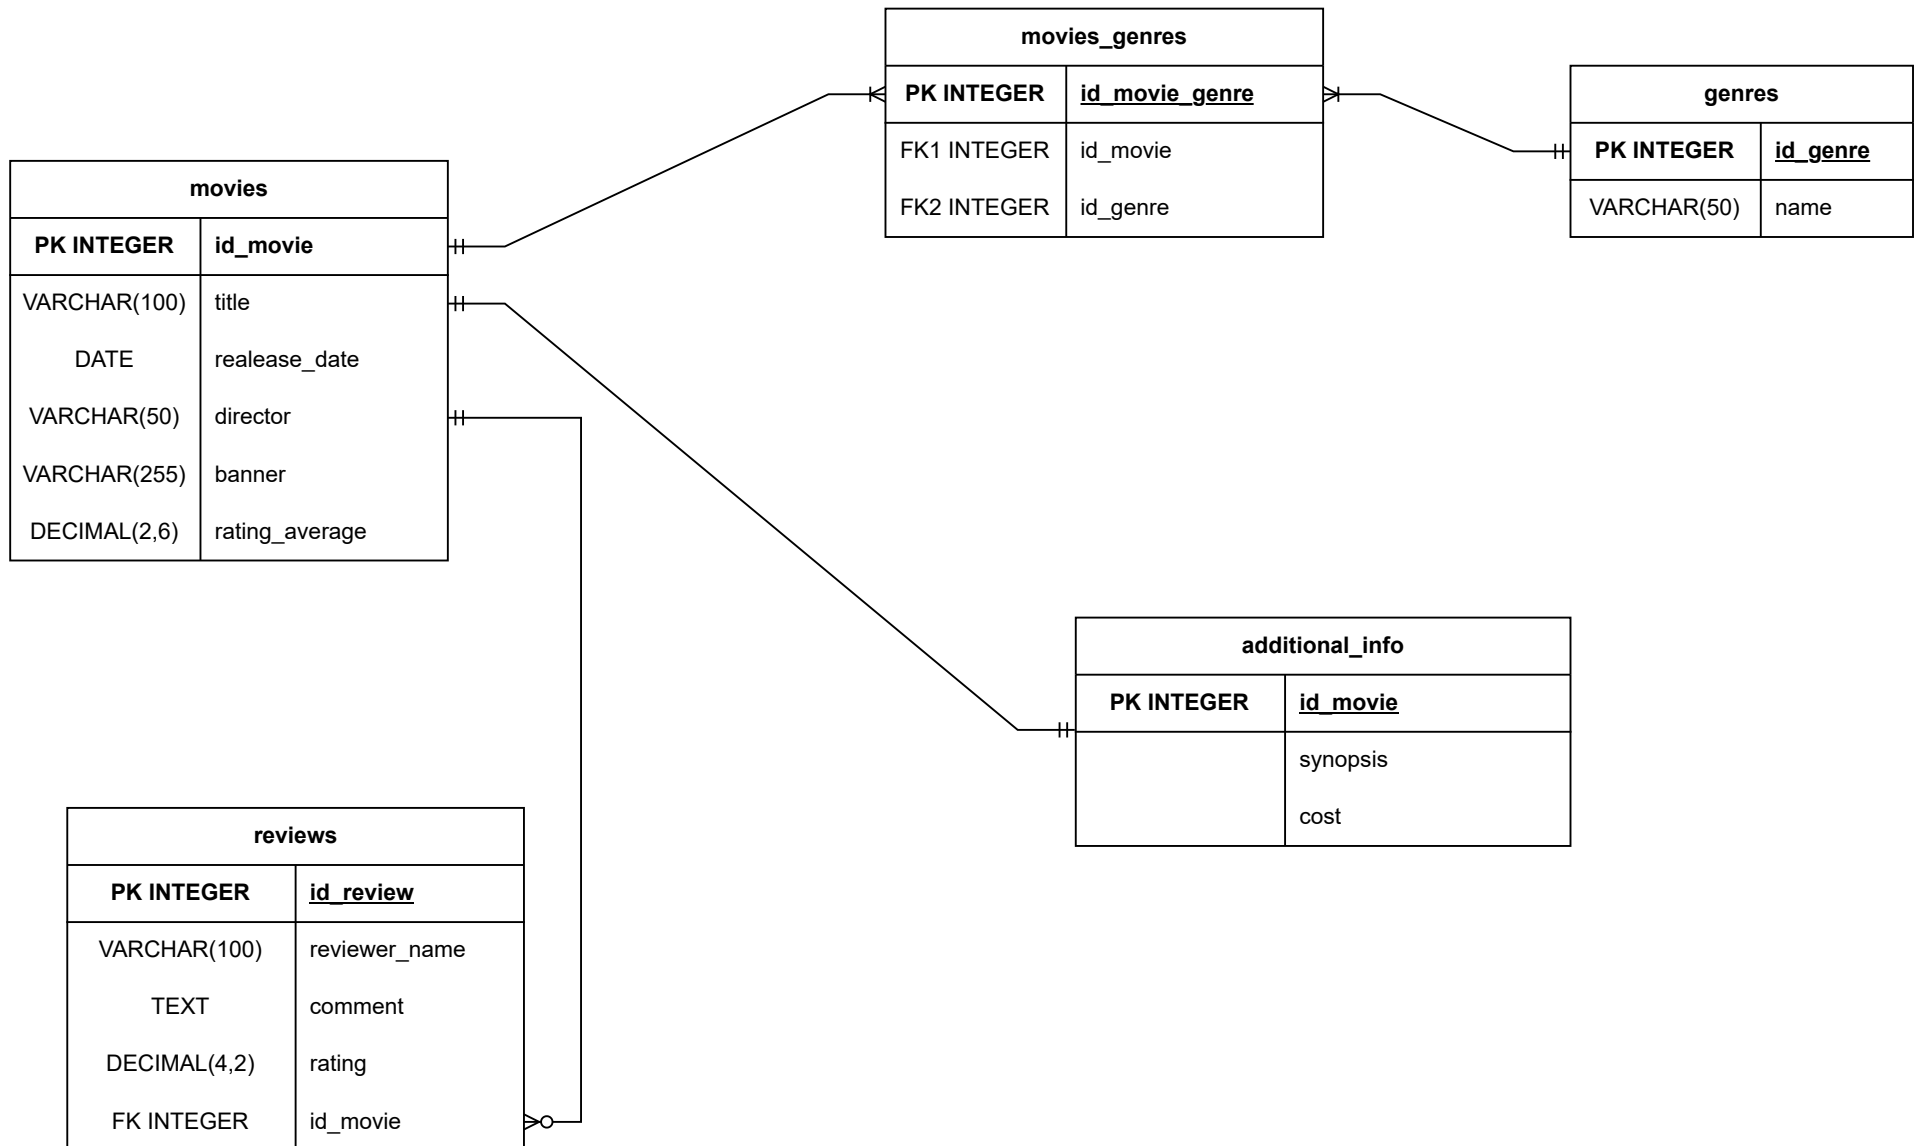 movies_genres
PK INTEGER id_movie_genre
FK1 INTEGER id_movie
FK2 INTEGER id_genre
genres
PK INTEGER id_genre
VARCHAR(50) name
movies
PK INTEGER id_movie
VARCHAR(100) title
DATE realease_date
VARCHAR(50) director
VARCHAR(255) banner
DECIMAL(2,6) rating_average
additional_info
PK INTEGER id_movie
synopsis
cost
reviews
PK INTEGER id_review
VARCHAR(100) reviewer_name
TEXT comment
DECIMAL(4,2) rating
FK INTEGER id_movie